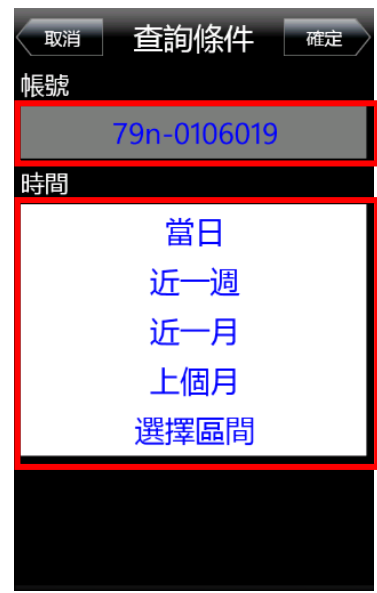 取消 查詢條件 確定
帳號
79n-0106019
時間
當日
近一週
近一月
上個月
選擇區間